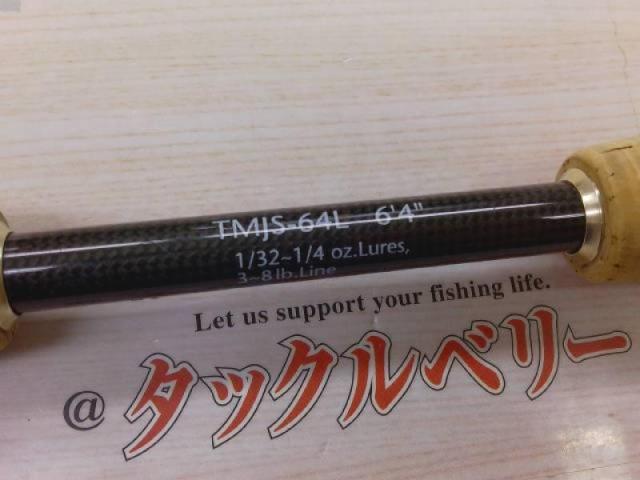 TMJS-64L 6'4"
1/32~1/4 oz.Lures,
3~8lb.Line
Let us support your fishing life.
@タックルベリー